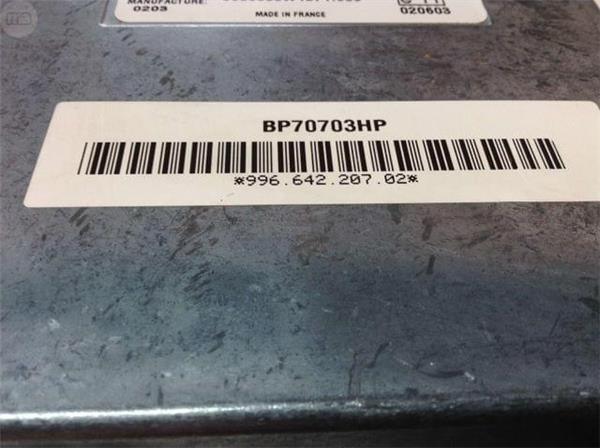 MANUFACTURE:
0203
MADE IN FRANCE
020603
BP70703HP
*996.642.207.02*